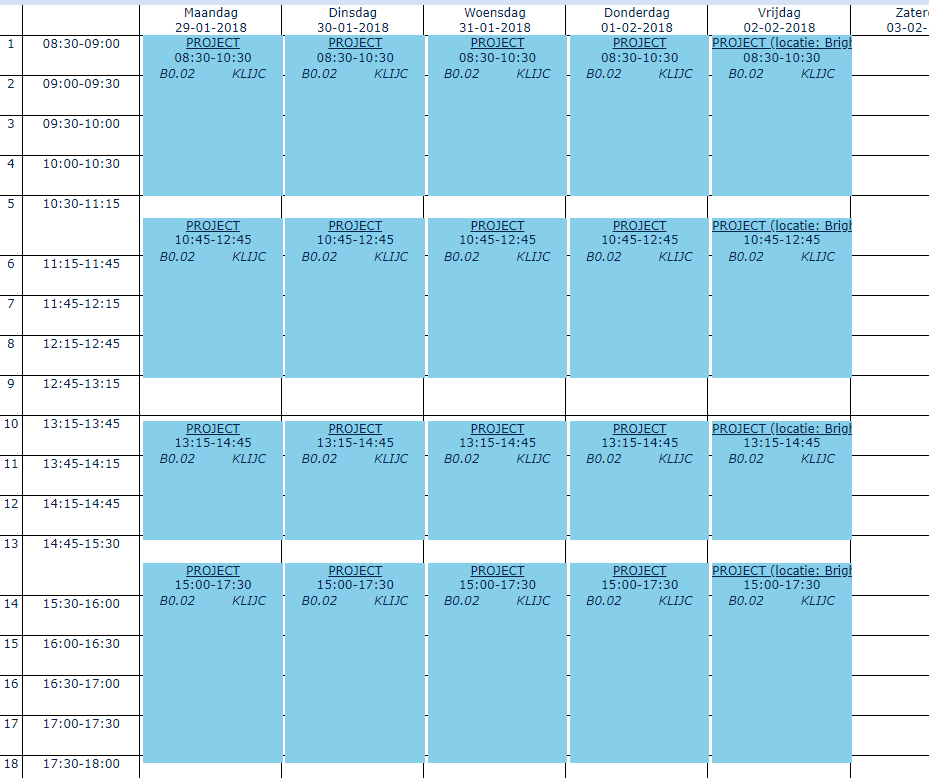 Maandag Dinsdag Woensdag Donderdag Vrijdag
29-01-2018 30-01-2018 31-01-2018 01-02-2018 02-02-2018 03-02-
1 08:30-09:00 PROJECT PROJECT PROJECT PROJECT PROJECT (locatie:
08:30-10:30 08:30-10:30 08:30-10:30 08:30-10:30 08:30-10:30
B0.02 KLIJC B0.02 KLIJC B0.02 KLIJC B0.02 KLIJC B0.02 KLIJC
2 09:00-09:30
3 09:30-10:00
4 10:00-10:30
5 10:30-11:15
PROJECT PROJECT PROJECT PROJECT PROJECT (locatie:
10:45-12:45 10:45-12:45 10:45-12:45 10:45-12:45 10:45-12:45
B0.02 KLIJC B0.02 KLIJC B0.02 KLIJC B0.02 KLIJC B0.02 KLIJC
6 11:15-11:45
7 11:45-12:15
8 12:15-12:45
9 12:45-13:15
10 13:15-13:45 PROJECT PROJECT PROJECT PROJECT PROJECT (locatie:
13:15-14:45 13:15-14:45 13:15-14:45 13:15-14:45 13:15-14:45
B0.02 KLIJC B0.02 KLIJC B0.02 KLIJC B0.02 KLIJC B0.02 KLIJC
11 13:45-14:15
12 14:15-14:45
13 14:45-15:30
PROJECT PROJECT PROJECT PROJECT PROJECT (locatie:
15:00-17:30 15:00-17:30 15:00-17:30 15:00-17:30 15:00-17:30
B0.02 KLIJC B0.02 KLIJC B0.02 KLIJC B0.02 KLIJC B0.02 KLIJC
14 15:30-16:00
15 16:00-16:30
16 16:30-17:00
17 17:00-17:30
18 17:30-18:00